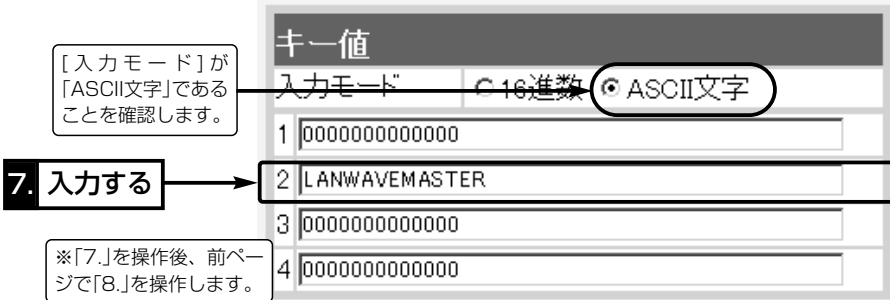 キー値
[入力モード]が
「ASCII文字」である
ことを確認します。
入力モード 16進数 ASCII文字
1 0000000000000
7. 入力する
2 LANWAVEMASTER
3 0000000000000
※「7.」を操作後、前ペー
ジで「8.」を操作します。
4 0000000000000